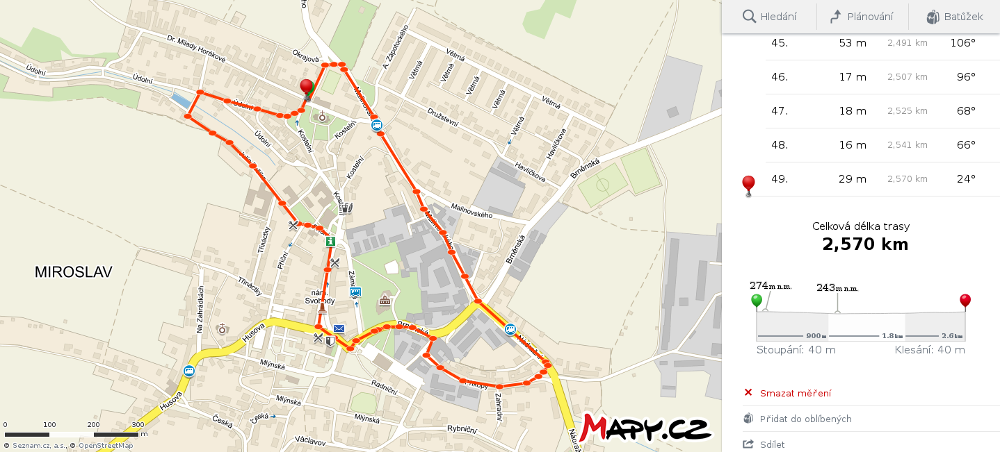 ho
Dr. Milady Horákové
Okrajová
A. Zápotockého
Větrná
Větrná
Větrná
Větrná
Větrná
Větrná
Větrná
Údolní
Údolní
Údolní
Údolní
Družstevní
Kostelní
Kostelní
Kostelní
Kostelní
Havlíčkova
Havlíčkova
Brněnská
Malinovského
Brněnská
Třináctky
Příční
MIROSLAV
Třináctky
Na Zahrádkách
nám.
Svobody
Husova
Brněnská
Nádražní
Mlýnská
Radniční
Příkopy
Zahradní
Husova
Mlýnská
Mlýnská
Česká
Česká
Rybniční
Václavov
0 100 200 300
m
© Seznam.cz, a.s., © OpenStreetMap
MAPY.CZ
Hledání Plánování Batůžek
45. 53 m 2,491 km 106°
46. 17 m 2,507 km 96°
47. 18 m 2,525 km 68°
48. 16 m 2,541 km 66°
49. 29 m 2,570 km 24°
Celková délka trasy
2,570 km
274 m n.m. 243 m n.m.
900 m 1.8 km 2.6 km
Stoupání: 40 m Klesání: 40 m
Smazat měření
Přidat do oblíbených
Sdílet